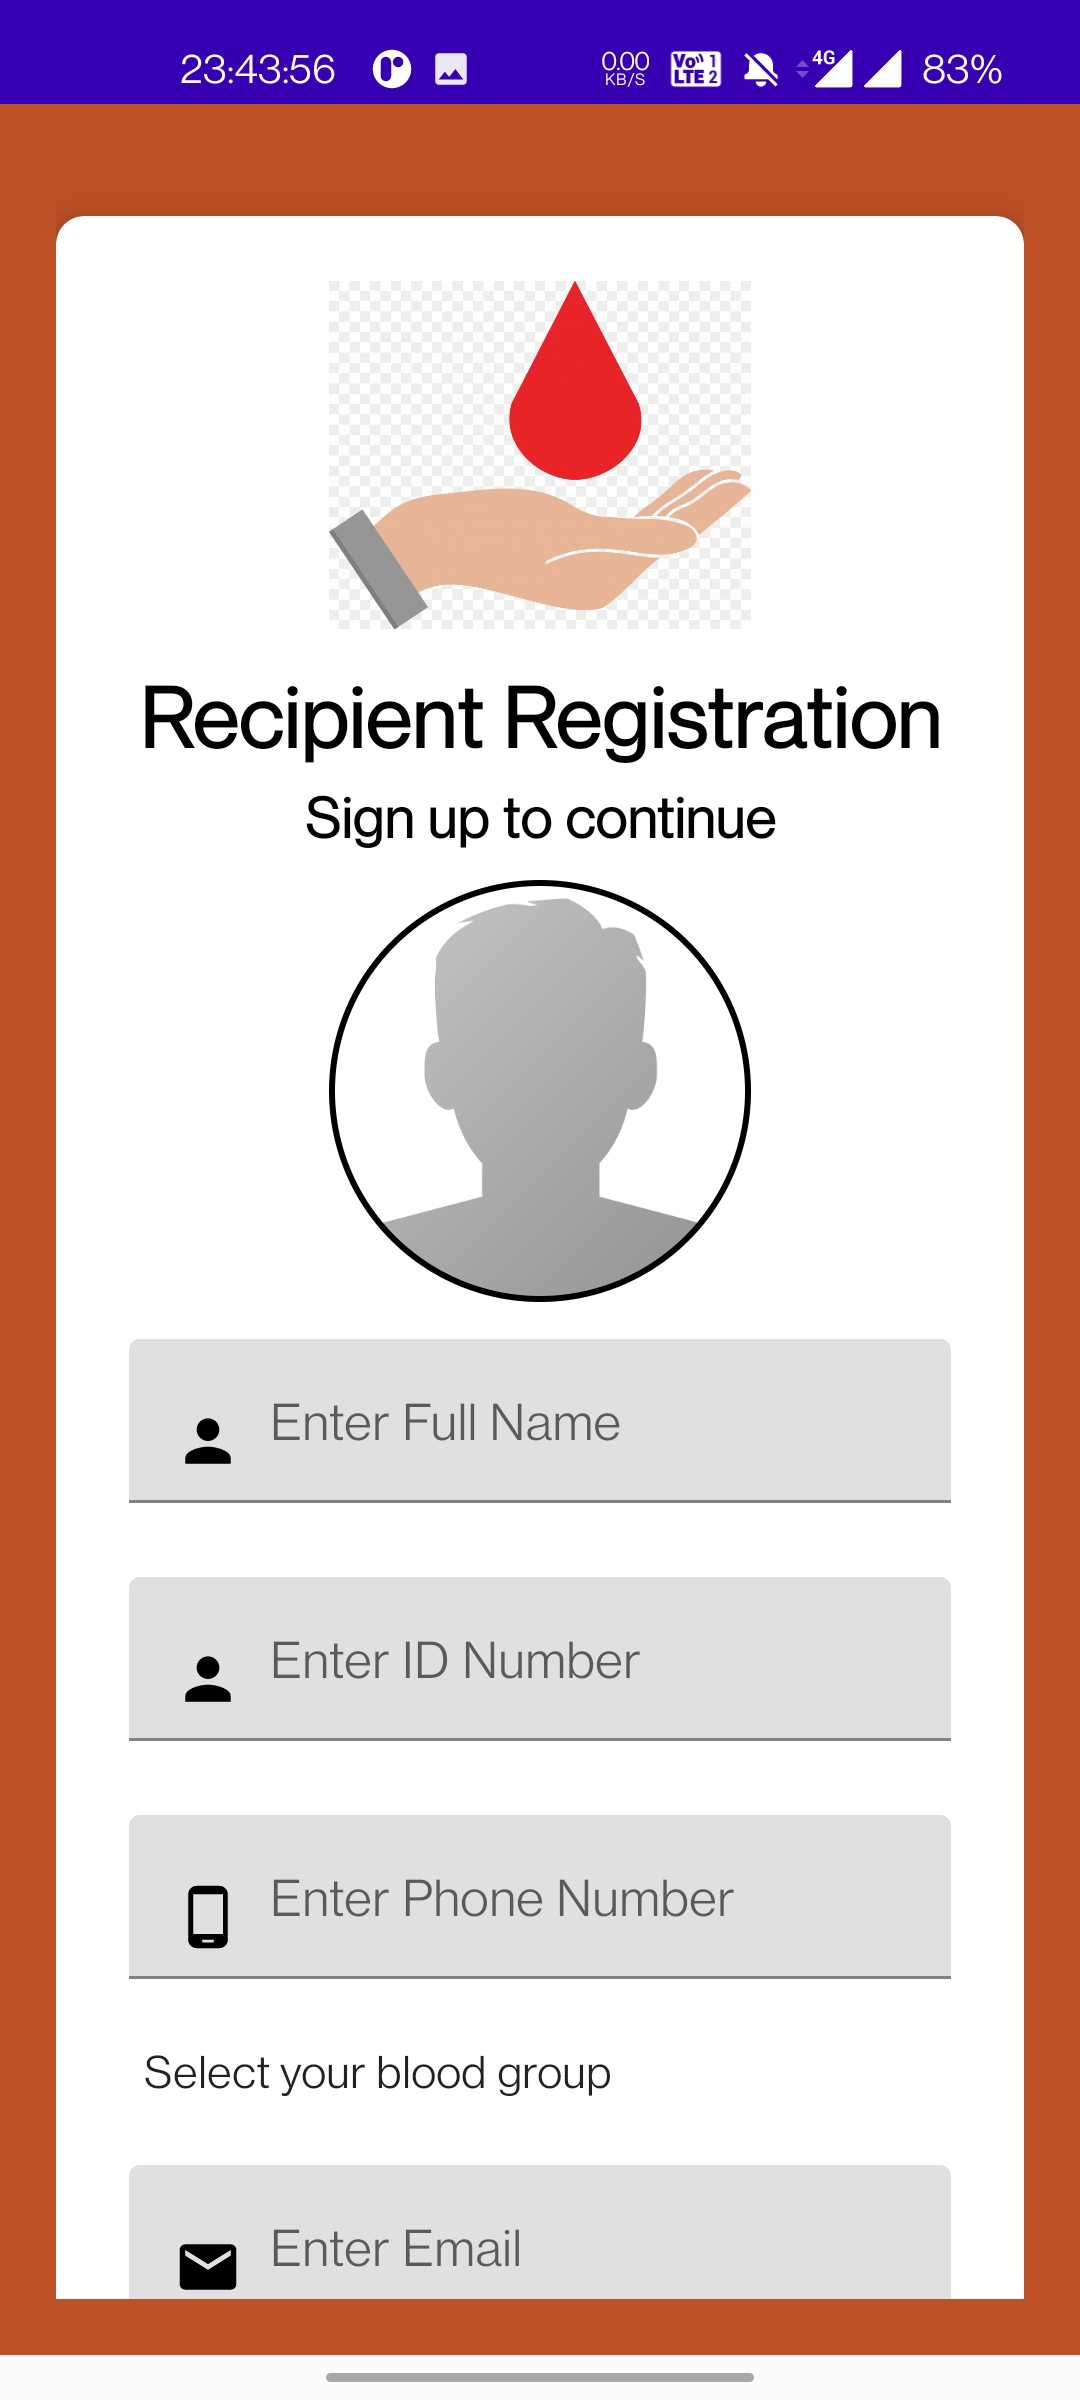 23:43:56 0.00 KB/S Vo)) 1 LTE 2 4G 83%
Recipient Registration
Sign up to continue
Enter Full Name
Enter ID Number
Enter Phone Number
Select your blood group
Enter Email